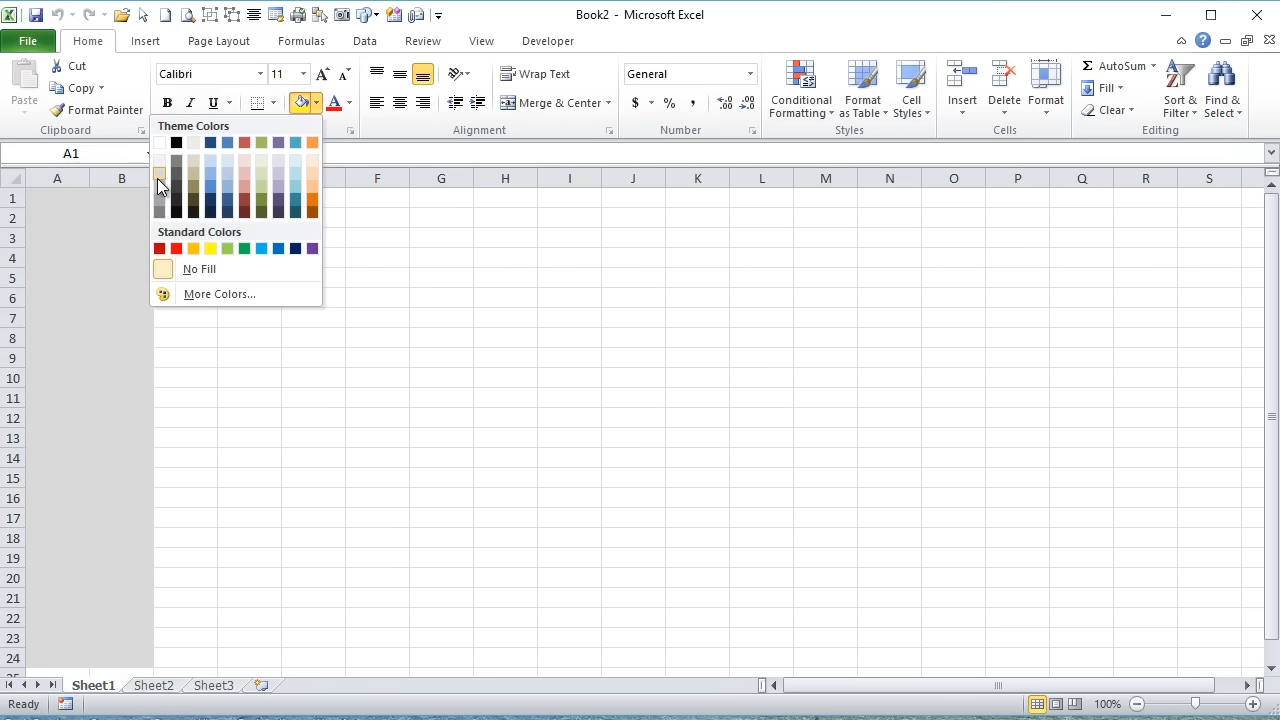 Book2 - Microsoft Excel
File Home Insert Page Layout Formulas Data Review View Developer
Paste
Cut
Copy
Format Painter
Clipboard
Calibri 11
B I U A
Wrap Text
Merge & Center
Alignment
General
$ % ,
Number
Conditional Formatting
Format as Table
Cell Styles
Styles
Insert Delete Format
Cells
Σ AutoSum
Fill
Clear
Sort & Filter
Find & Select
Editing
A1
Theme Colors
Standard Colors
No Fill
More Colors...
A B F G H I J K L M N O P Q R S
1
2
3
4
5
6
7
8
9
10
11
12
13
14
15
16
17
18
19
20
21
22
23
24
Sheet1 Sheet2 Sheet3
Ready 100%